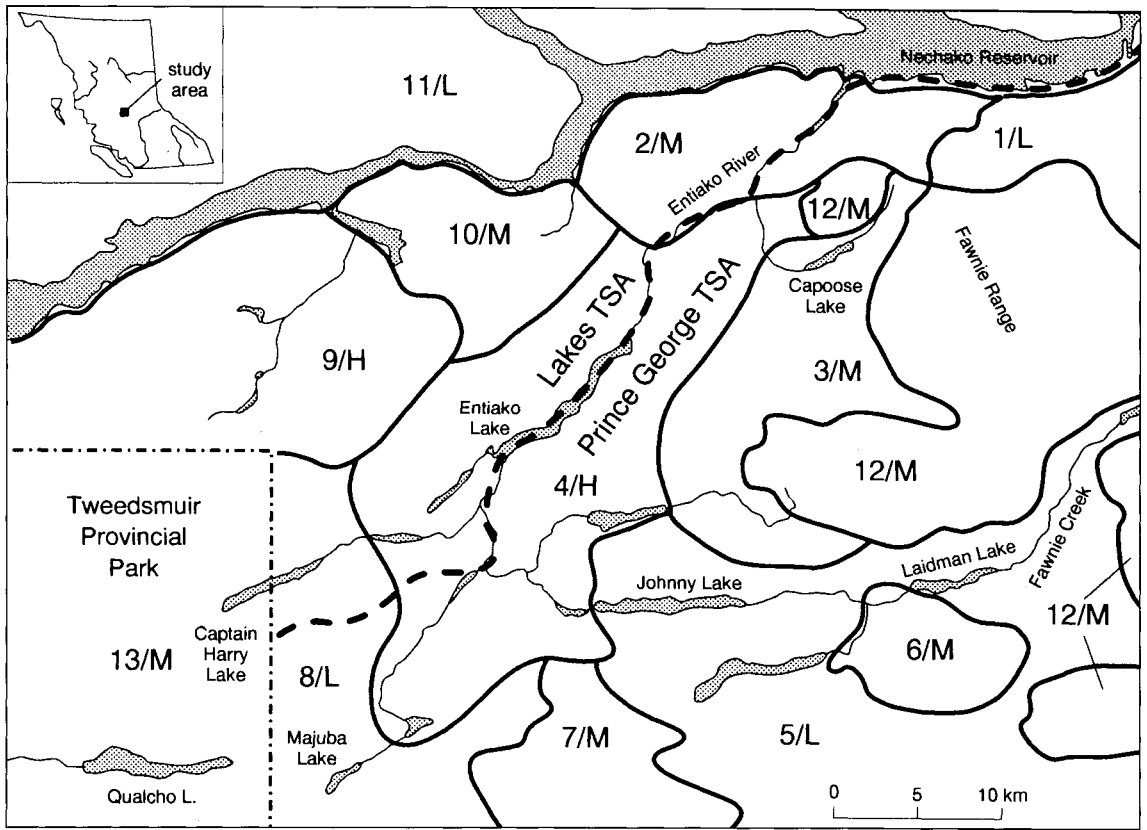 study
area
Nechako Reservoir
11/L
2/M
1/L
Entiako River
12/M
10/M
Fawnie Range
Lakes TSA
Prince George TSA
Capoose
Lake
9/H
3/M
Entiako
Lake
12/M
4/H
Tweedsmuir
Provincial
Park
Johnny Lake
Laidman Lake
Fawnie Creek
12/M
Captain
Harry
Lake
13/M
8/L
6/M
Majuba
Lake
7/M
5/L
Qualcho L.
0 5 10 km